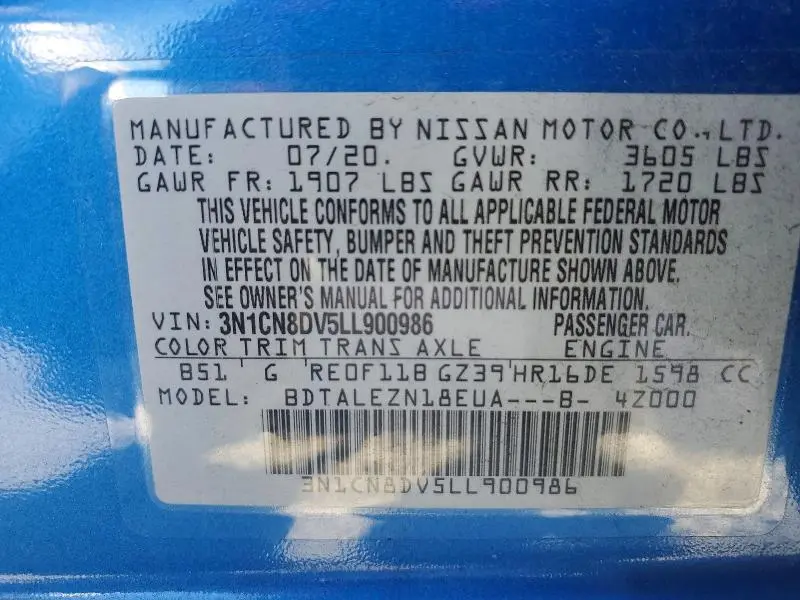 MANUFACTURED BY NISSAN MOTOR CO., LTD.
DATE: 07/20. GVWR: 3605 LBS
GAWR FR: 1907 LBS GAWR RR: 1720 LBS
THIS VEHICLE CONFORMS TO ALL APPLICABLE FEDERAL MOTOR
VEHICLE SAFETY, BUMPER AND THEFT PREVENTION STANDARDS
IN EFFECT ON THE DATE OF MANUFACTURE SHOWN ABOVE.
SEE OWNER'S MANUAL FOR ADDITIONAL INFORMATION.
VIN: 3N1CN8DV5LL900986 PASSENGER CAR.
COLOR TRIM TRANS AXLE ENGINE
B51 G RE0F11B GZ39 HR16DE 1598 CC
MODEL: BDTALEZN18EUA---B- 4Z000
3N1CN8DV5LL900986